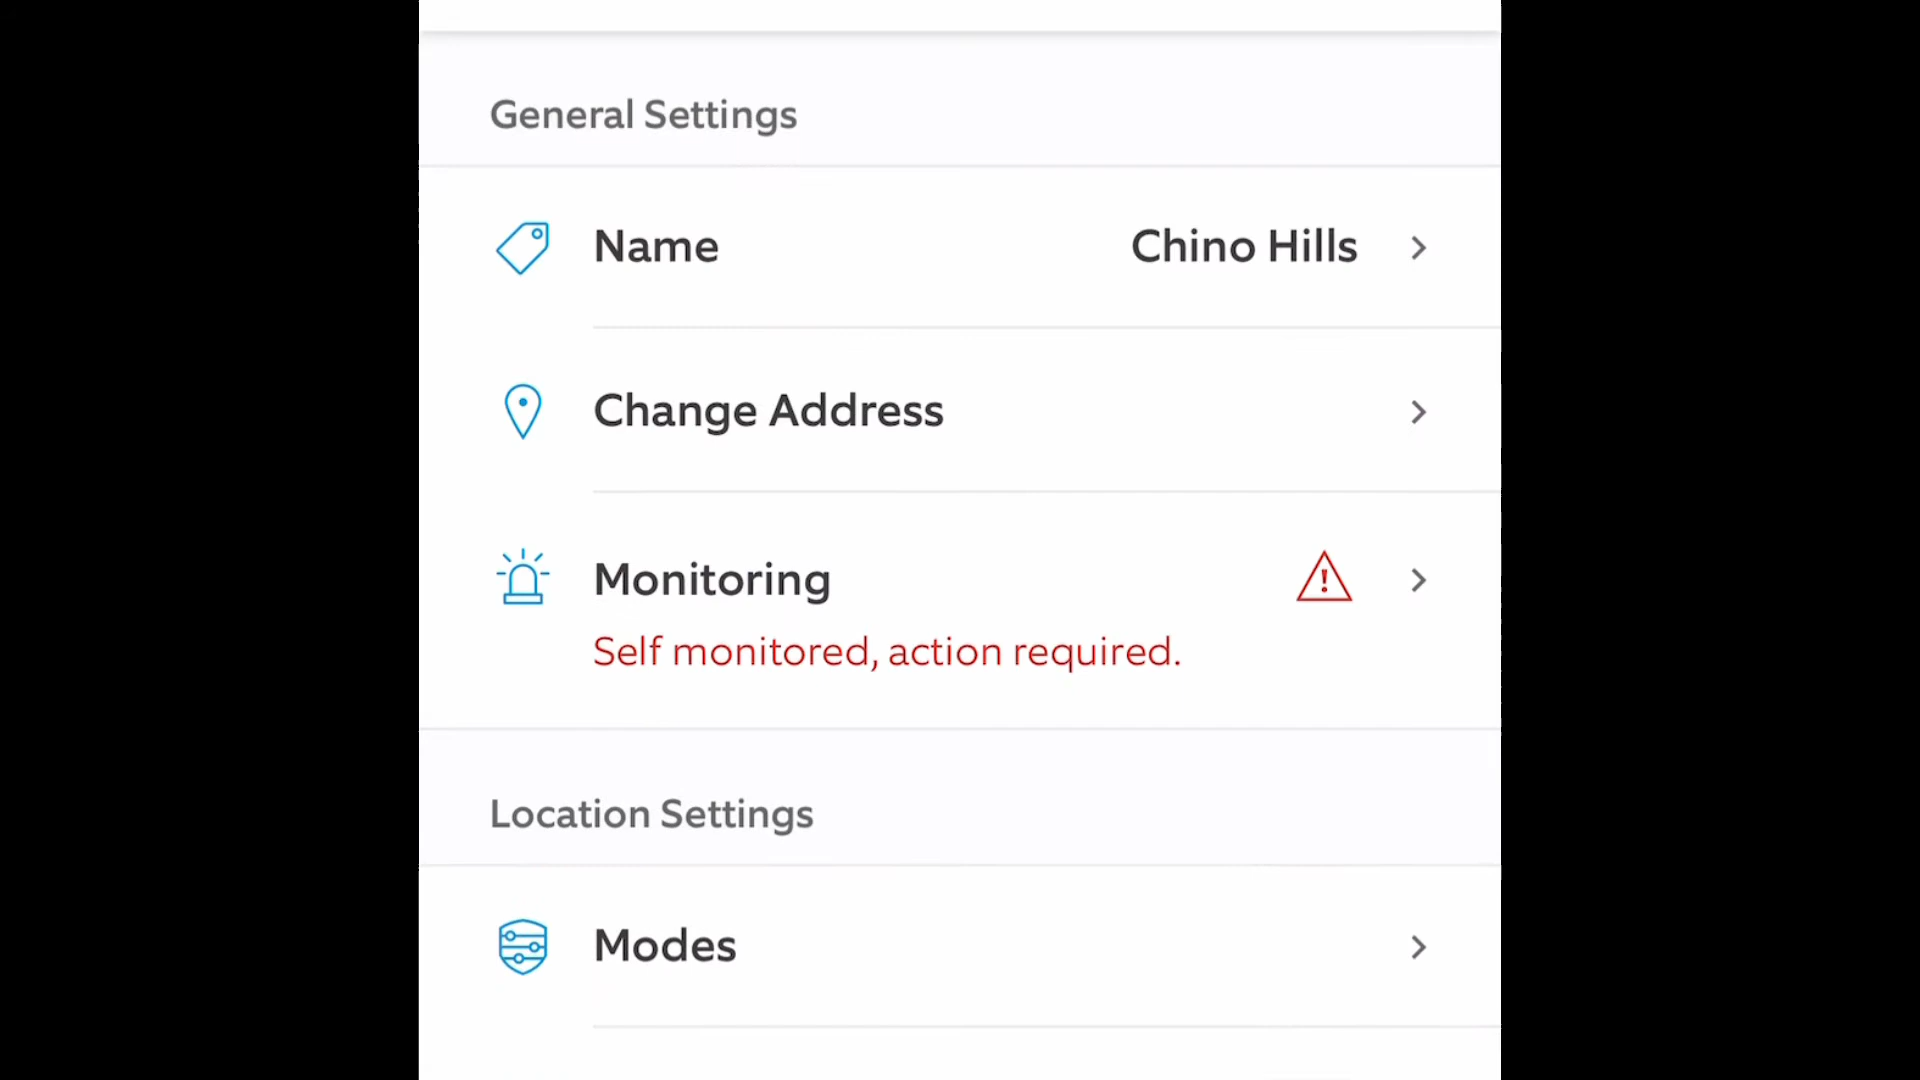 General Settings
Name Chino Hills
Change Address
Monitoring
Self monitored, action required.
Location Settings
Modes